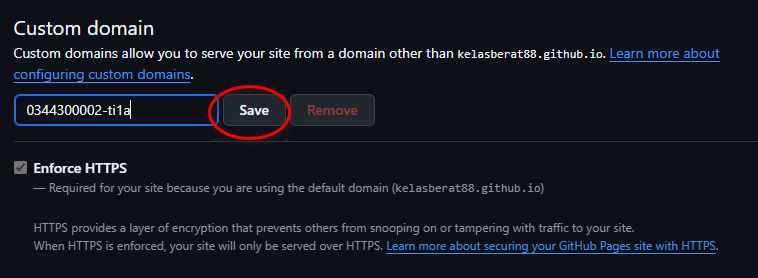 Custom domain
Custom domains allow you to serve your site from a domain other than kelasberat88.github.io. Learn more about
configuring custom domains.
0344300002-ti1a Save Remove
Enforce HTTPS
— Required for your site because you are using the default domain (kelasberat88.github.io)
HTTPS provides a layer of encryption that prevents others from snooping on or tampering with traffic to your site.
When HTTPS is enforced, your site will only be served over HTTPS. Learn more about securing your GitHub Pages site with HTTPS.